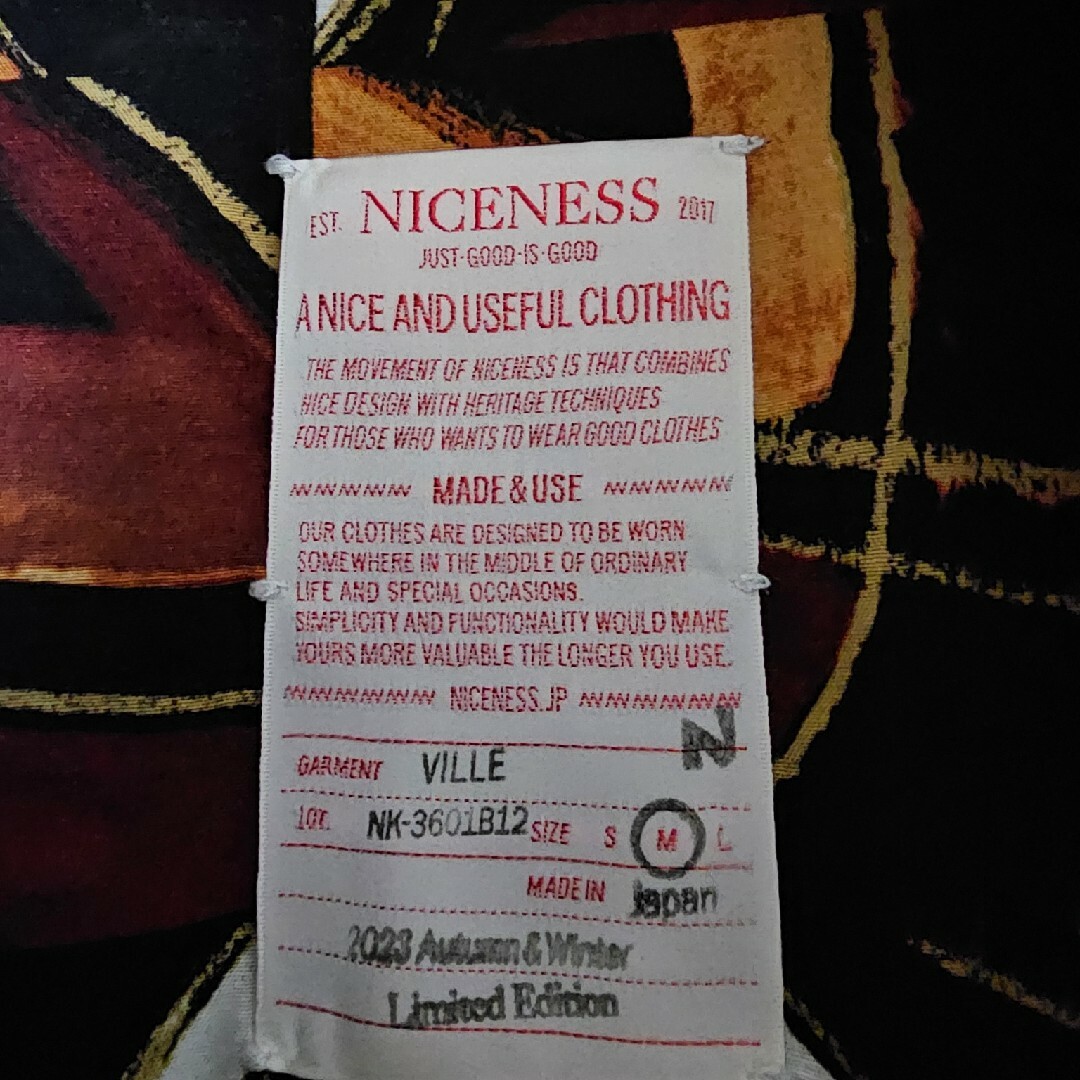 EST. NICENESS 2017
JUST·GOOD·IS·GOOD
A NICE AND USEFUL CLOTHING
THE MOVEMENT OF NICENESS IS THAT COMBINES
NICE DESIGN WITH HERITAGE TECHNIQUES
FOR THOSE WHO WANTS TO WEAR GOOD CLOTHES
MADE & USE
OUR CLOTHES ARE DESIGNED TO BE WORN
SOMEWHERE IN THE MIDDLE OF ORDINARY
LIFE AND SPECIAL OCCASIONS.
SIMPLICITY AND FUNCTIONALITY WOULD MAKE
YOURS MORE VALUABLE THE LONGER YOU USE.
NICENESS.JP
N
GARMENT VILLE
LOT. NK-3601B12 SIZE S M L
MADE IN Japan
2023 Autumn & Winter
Limited Edition